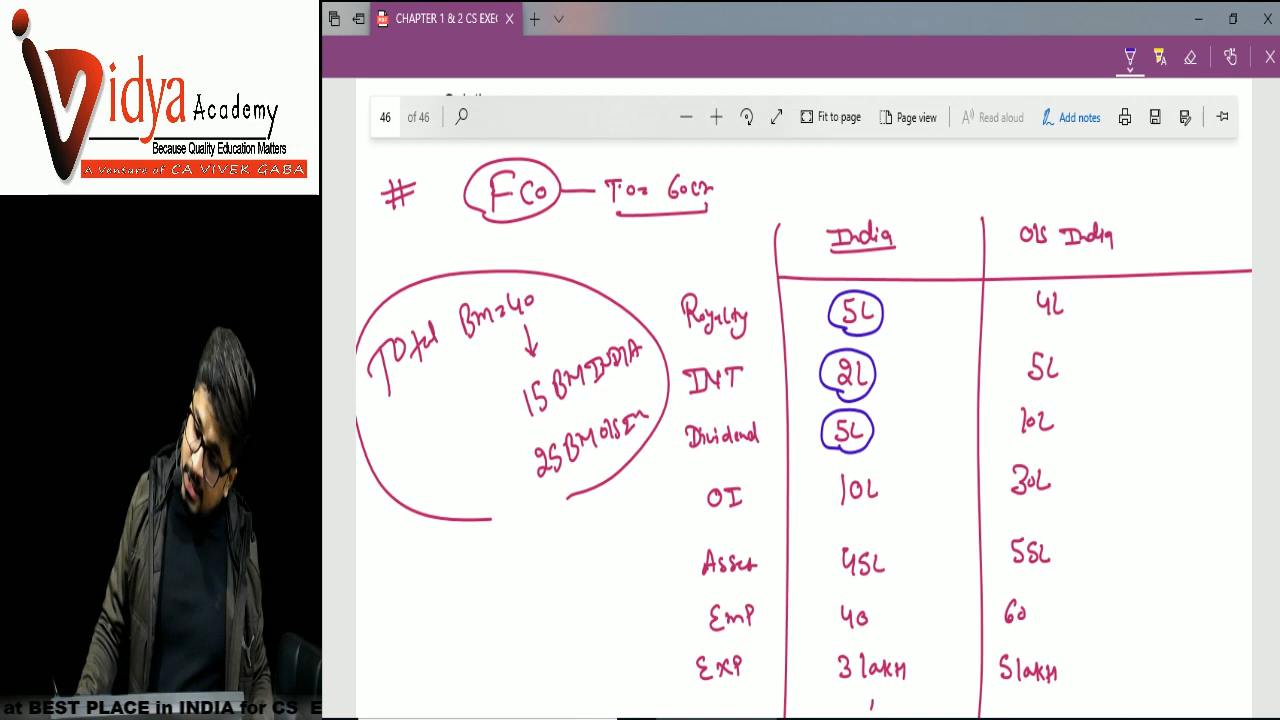 Vidya Academy
Because Quality Education Matters
A Venture of CA VIVEK GABA
CHAPTER 1 & 2 CS EXEC
46 of 46
Fit to page
Page view
Read aloud
Add notes
# FCo — T.O= 60cr
India O/S India
Total BM=40
15 BM INDIA
25 BM O/S IN
Royalty 5L 4L
INT 2L 5L
Dividend 5L 10L
OI 10L 30L
Asset 45L 55L
Emp 40 60
EXP 3 lakh 5 lakh
at BEST PLACE in INDIA for CS E